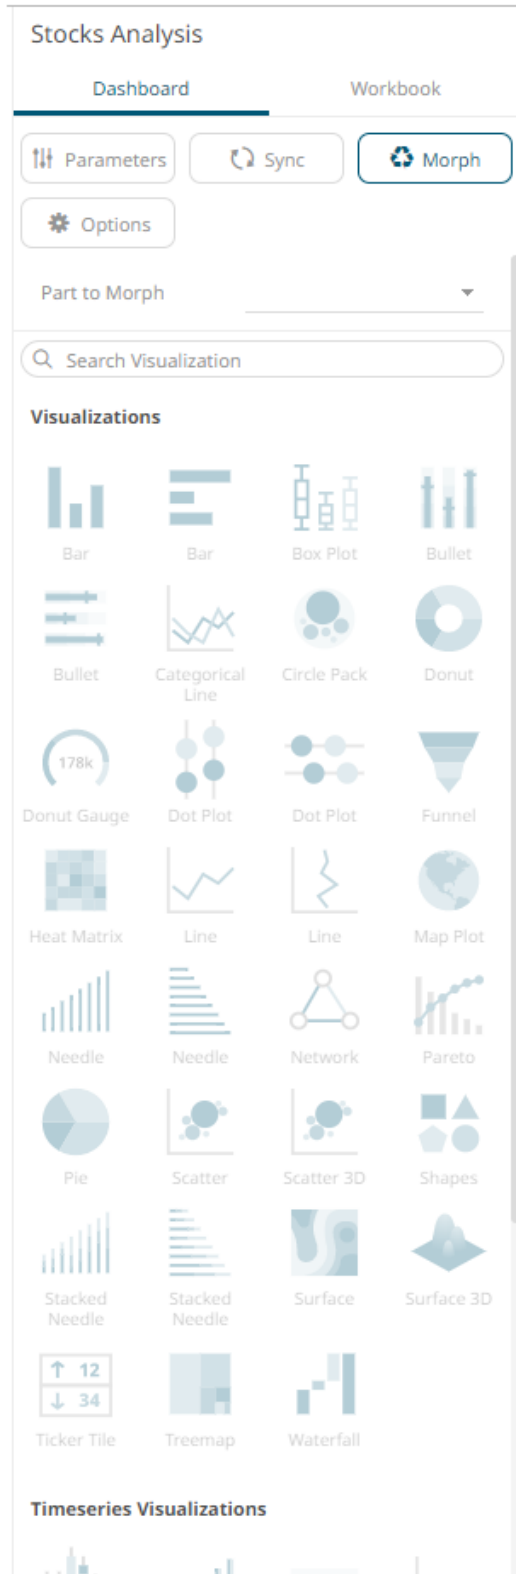 Stocks Analysis
Dashboard Workbook
Parameters Sync Morph
Options
Part to Morph
Search Visualization
Visualizations
Bar Bar Box Plot Bullet
Bullet Categorical Circle Pack Donut
Line
178k
Donut Gauge Dot Plot Dot Plot Funnel
Heat Matrix Line Line Map Plot
Needle Needle Network Pareto
Pie Scatter Scatter 3D Shapes
Stacked Stacked Surface Surface 3D
Needle Needle
↑ 12
↓ 34
Ticker Tile Treemap Waterfall
Timeseries Visualizations